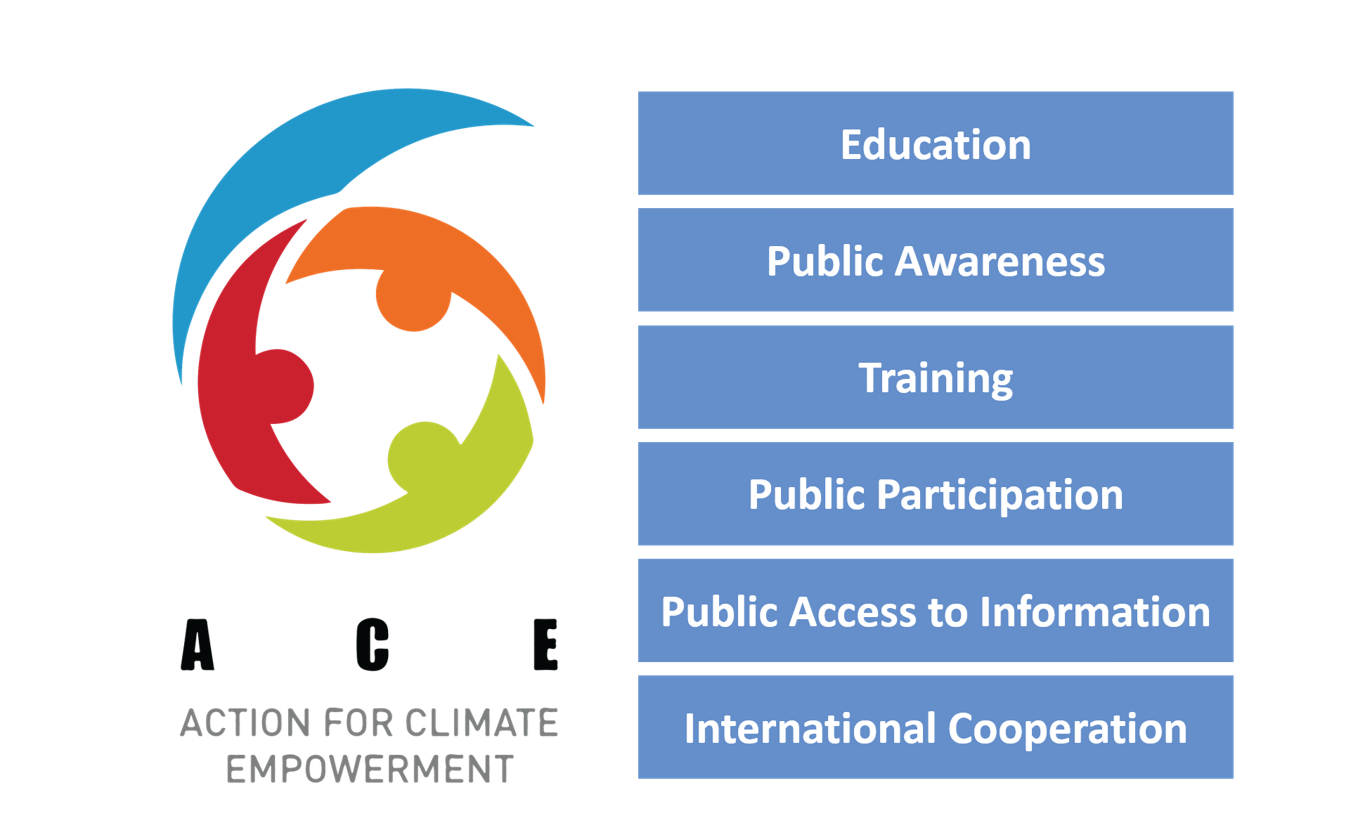 A C E
ACTION FOR CLIMATE
EMPOWERMENT
Education
Public Awareness
Training
Public Participation
Public Access to Information
International Cooperation